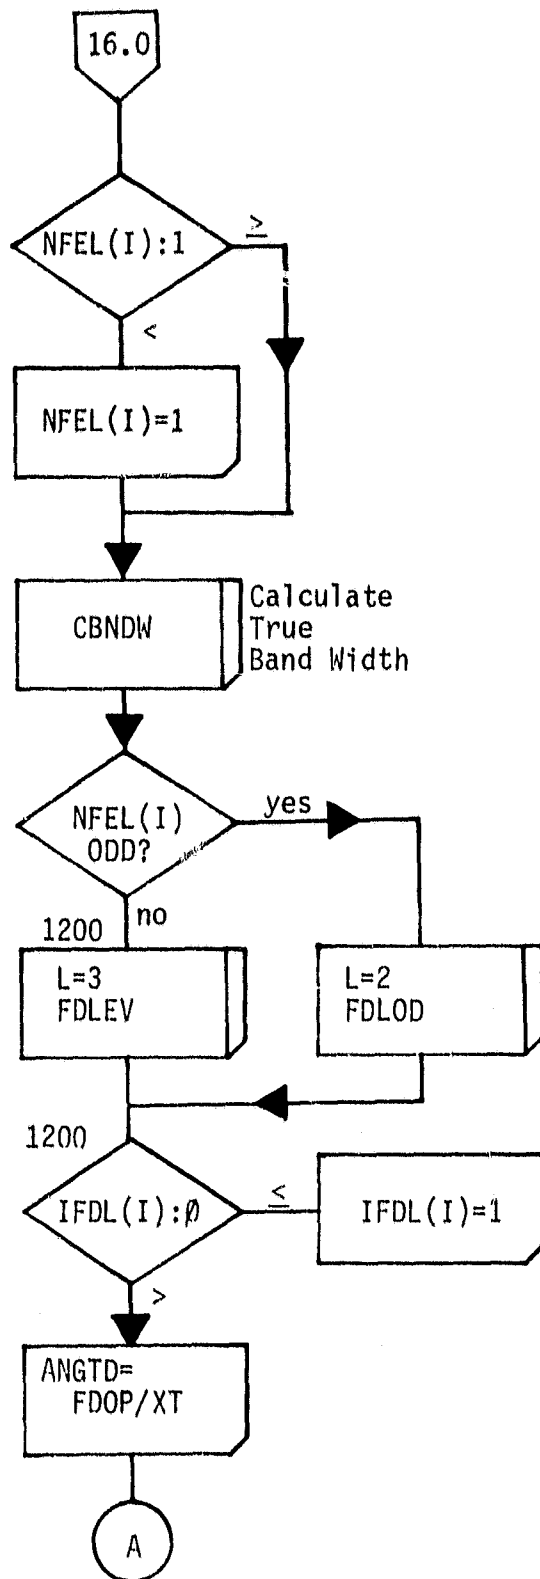 16.0
NFEL(I):1
≥
<
NFEL(I)=1
CBNDW
Calculate
True
Band Width
NFEL(I)
ODD?
yes
no
1200
L=3
FDLEV
L=2
FDLOD
1200
IFDL(I):Ø
≤
IFDL(I)=1
>
ANGTD=
FDOP/XT
A